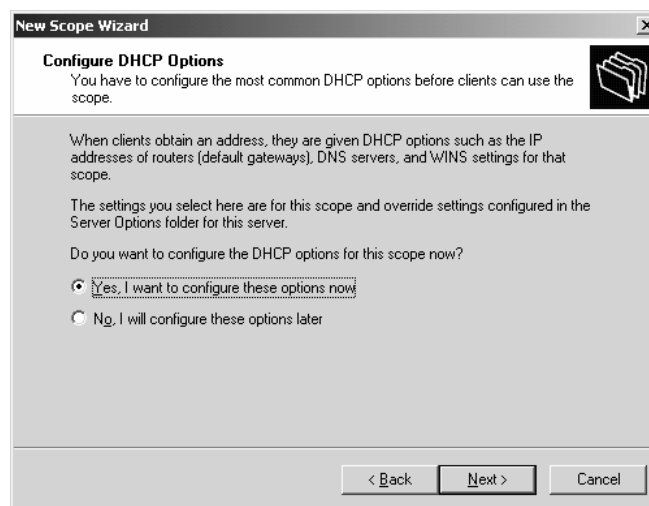 New Scope Wizard
Configure DHCP Options
You have to configure the most common DHCP options before clients can use the
scope.
When clients obtain an address, they are given DHCP options such as the IP
addresses of routers (default gateways), DNS servers, and WINS settings for that
scope.
The settings you select here are for this scope and override settings configured in the
Server Options folder for this server.
Do you want to configure the DHCP options for this scope now?
Yes, I want to configure these options now
No, I will configure these options later
< Back Next > Cancel